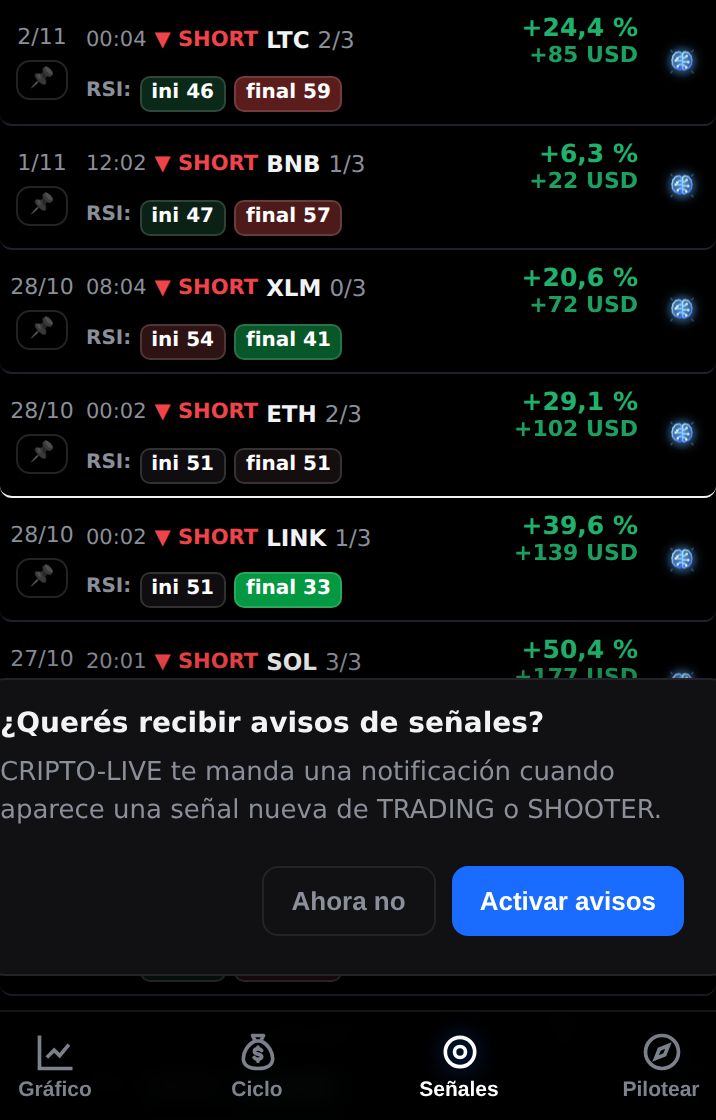 2/11 00:04 ▼ SHORT LTC 2/3 +24,4 %
+85 USD
RSI: ini 46 final 59
1/11 12:02 ▼ SHORT BNB 1/3 +6,3 %
+22 USD
RSI: ini 47 final 57
28/10 08:04 ▼ SHORT XLM 0/3 +20,6 %
+72 USD
RSI: ini 54 final 41
28/10 00:02 ▼ SHORT ETH 2/3 +29,1 %
+102 USD
RSI: ini 51 final 51
28/10 00:02 ▼ SHORT LINK 1/3 +39,6 %
+139 USD
RSI: ini 51 final 33
27/10 20:01 ▼ SHORT SOL 3/3 +50,4 %
+177 USD
¿Querés recibir avisos de señales?
CRIPTO-LIVE te manda una notificación cuando
aparece una señal nueva de TRADING o SHOOTER.
Ahora no Activar avisos
Gráfico Ciclo Señales Pilotear